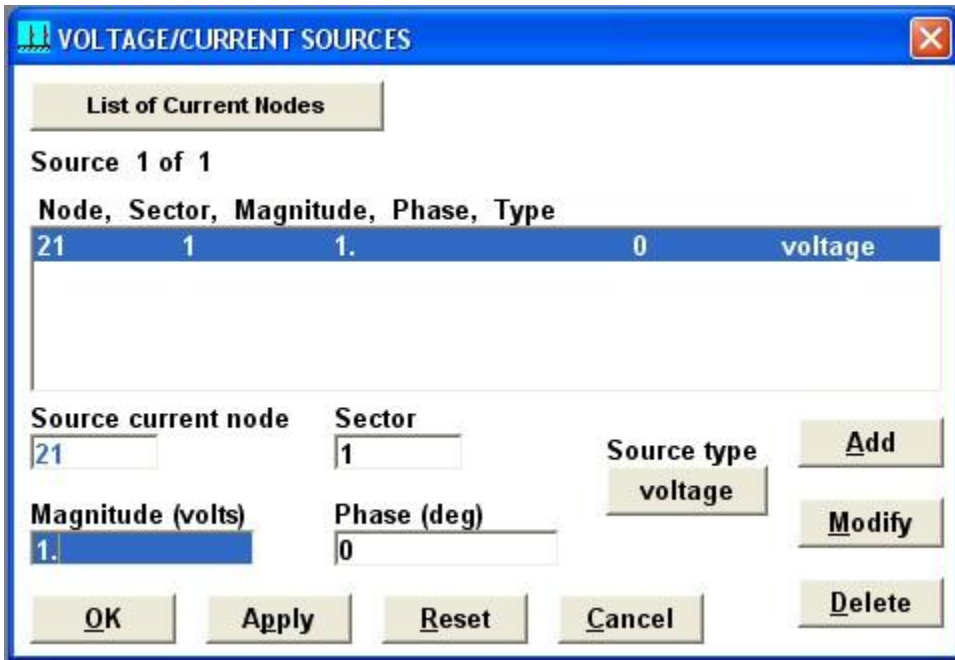 VOLTAGE/CURRENT SOURCES
List of Current Nodes
Source 1 of 1
Node, Sector, Magnitude, Phase, Type
21 1 1. 0 voltage
Source current node Sector
21 1
Source type
voltage
Add
Magnitude (volts) Phase (deg)
1. 0
Modify
OK Apply Reset Cancel
Delete